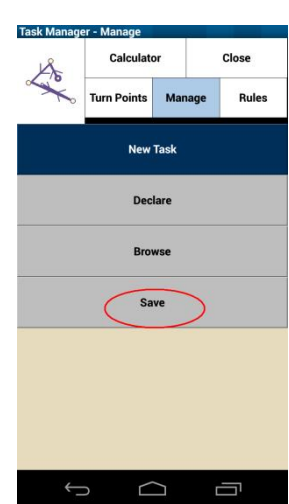 Task Manager - Manage
Calculator Close
Turn Points Manage Rules
New Task
Declare
Browse
Save